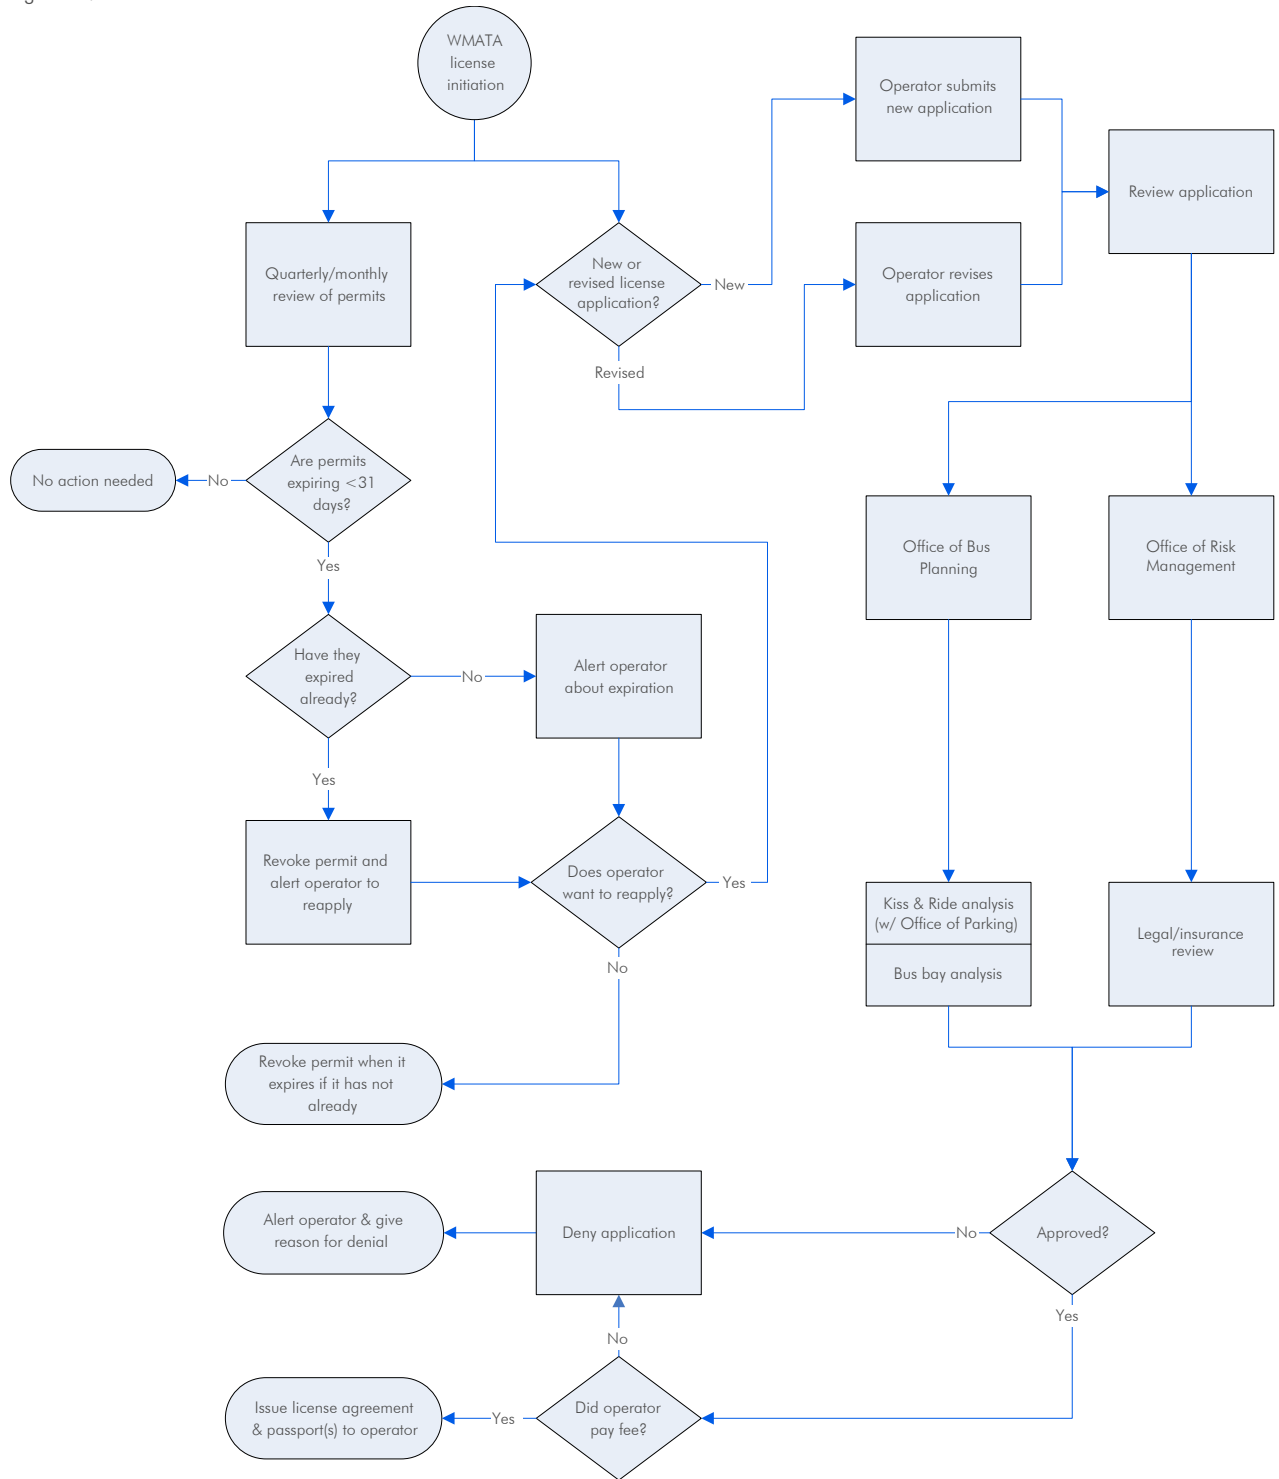 WMATA
license
initiation
Operator submits
new application
Review application
Quarterly/monthly
review of permits
New or
revised license
application?
New
Operator revises
application
Revised
No action needed
No
Are permits
expiring <31
days?
Yes
Office of Bus
Planning
Office of Risk
Management
Have they
expired
already?
No
Alert operator
about expiration
Yes
Revoke permit and
alert operator to
reapply
Does operator
want to reapply?
Yes
Kiss & Ride analysis
(w/ Office of Parking)
Bus bay analysis
Legal/insurance
review
No
Revoke permit when it
expires if it has not
already
Alert operator & give
reason for denial
Deny application
No
Approved?
Yes
No
Issue license agreement
& passport(s) to operator
Yes
Did operator
pay fee?